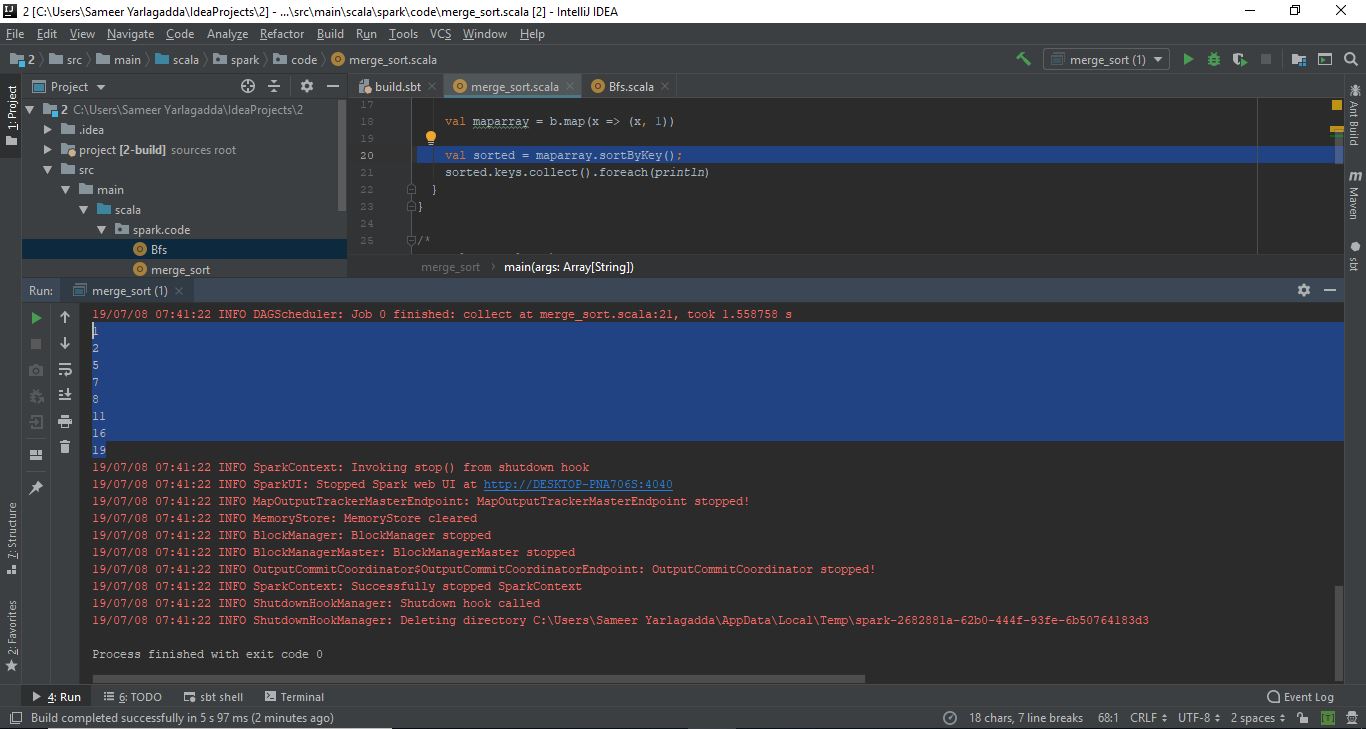 2 [C:\Users\Sameer Yarlagadda\IdeaProjects\2] - ...\src\main\scala\spark\code\merge_sort.scala [2] - IntelliJ IDEA
File Edit View Navigate Code Analyze Refactor Build Run Tools VCS Window Help
2 src main scala spark code merge_sort.scala
merge_sort (1)
1: Project
Project
build.sbt merge_sort.scala Bfs.scala
2 C:\Users\Sameer Yarlagadda\IdeaProjects\2
.idea
project [2-build] sources root
src
main
scala
spark.code
Bfs
merge_sort
17
18 val maparray = b.map(x => (x, 1))
19
20 val sorted = maparray.sortByKey();
21 sorted.keys.collect().foreach(println)
22 }
23 }
24
25 /*
merge_sort main(args: Array[String])
Ant Build
m Maven
sbt
Run: merge_sort (1)
19/07/08 07:41:22 INFO DAGScheduler: Job 0 finished: collect at merge_sort.scala:21, took 1.558758 s
1
2
5
7
8
11
16
19
19/07/08 07:41:22 INFO SparkContext: Invoking stop() from shutdown hook
19/07/08 07:41:22 INFO SparkUI: Stopped Spark web UI at http://DESKTOP-PNA706S:4040
19/07/08 07:41:22 INFO MapOutputTrackerMasterEndpoint: MapOutputTrackerMasterEndpoint stopped!
19/07/08 07:41:22 INFO MemoryStore: MemoryStore cleared
19/07/08 07:41:22 INFO BlockManager: BlockManager stopped
19/07/08 07:41:22 INFO BlockManagerMaster: BlockManagerMaster stopped
19/07/08 07:41:22 INFO OutputCommitCoordinator$OutputCommitCoordinatorEndpoint: OutputCommitCoordinator stopped!
19/07/08 07:41:22 INFO SparkContext: Successfully stopped SparkContext
19/07/08 07:41:22 INFO ShutdownHookManager: Shutdown hook called
19/07/08 07:41:22 INFO ShutdownHookManager: Deleting directory C:\Users\Sameer Yarlagadda\AppData\Local\Temp\spark-2682881a-62b0-444f-93fe-6b50764183d3
Process finished with exit code 0
7: Structure
2: Favorites
4: Run 6: TODO sbt shell Terminal Event Log
Build completed successfully in 5 s 97 ms (2 minutes ago) 18 chars, 7 line breaks 68:1 CRLF UTF-8 2 spaces